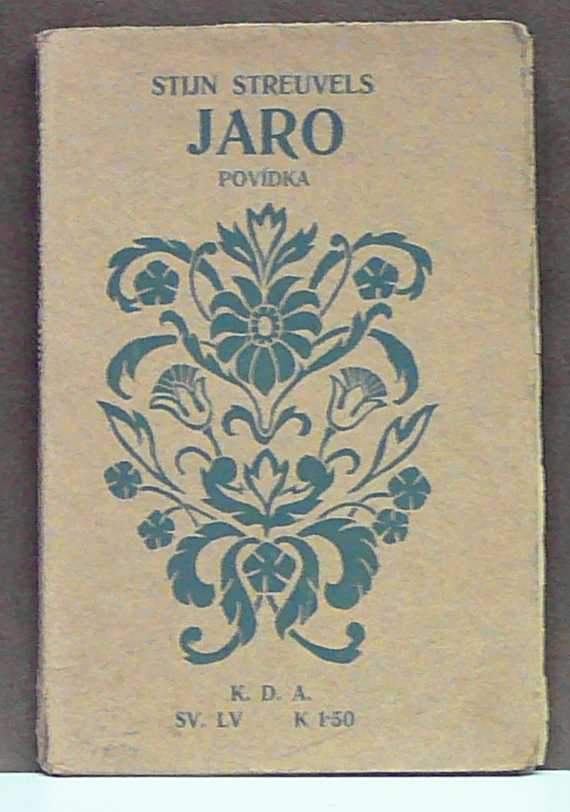 STIJN STREUVELS
JARO
POVÍDKA
K. D. A.
SV. LV K 1·50